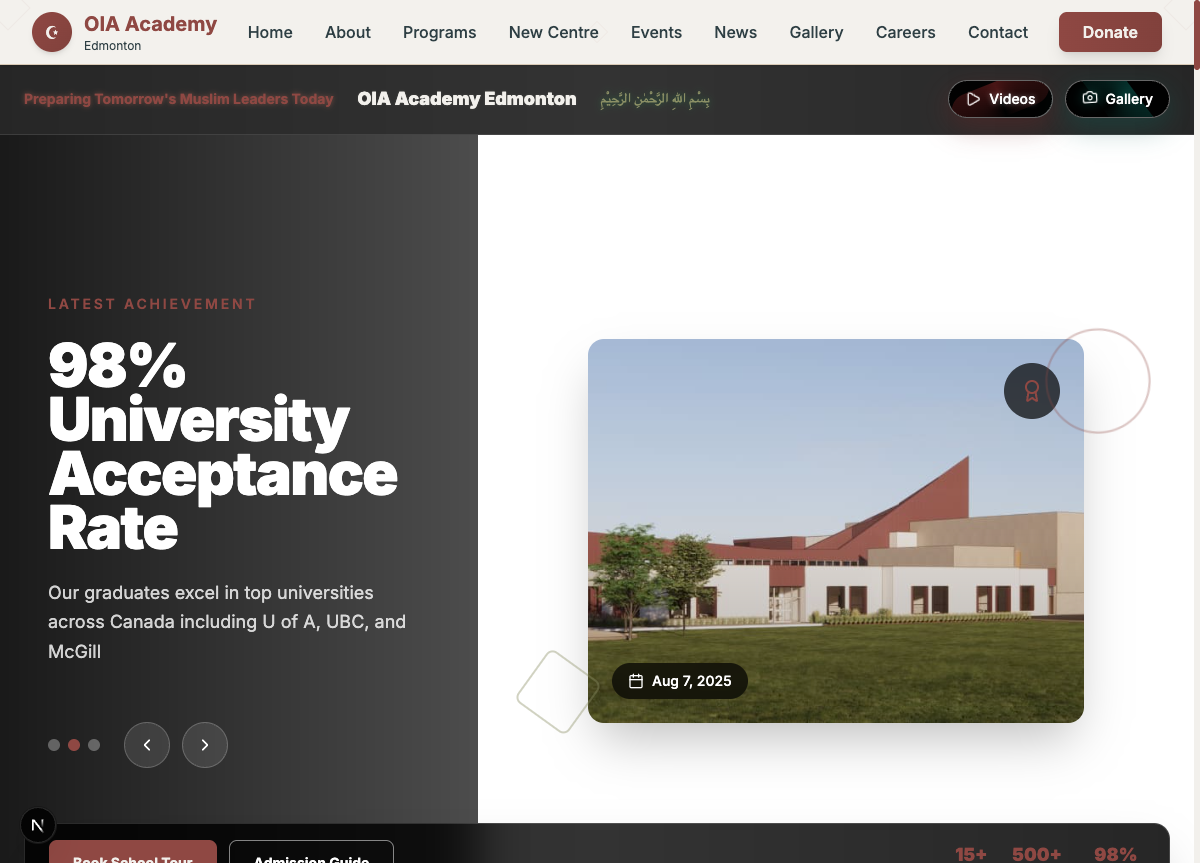 OIA Academy
Edmonton
Home
About
Programs
New Centre
Events
News
Gallery
Careers
Contact
Donate
Preparing Tomorrow's Muslim Leaders Today
OIA Academy Edmonton
بِسْمِ اللهِ الرَّحْمٰنِ الرَّحِيْمِ
Videos
Gallery
LATEST ACHIEVEMENT
98%
University
Acceptance
Rate
Our graduates excel in top universities
across Canada including U of A, UBC, and
McGill
Aug 7, 2025
N
Book School Tour
Admission Guide
15+
500+
98%